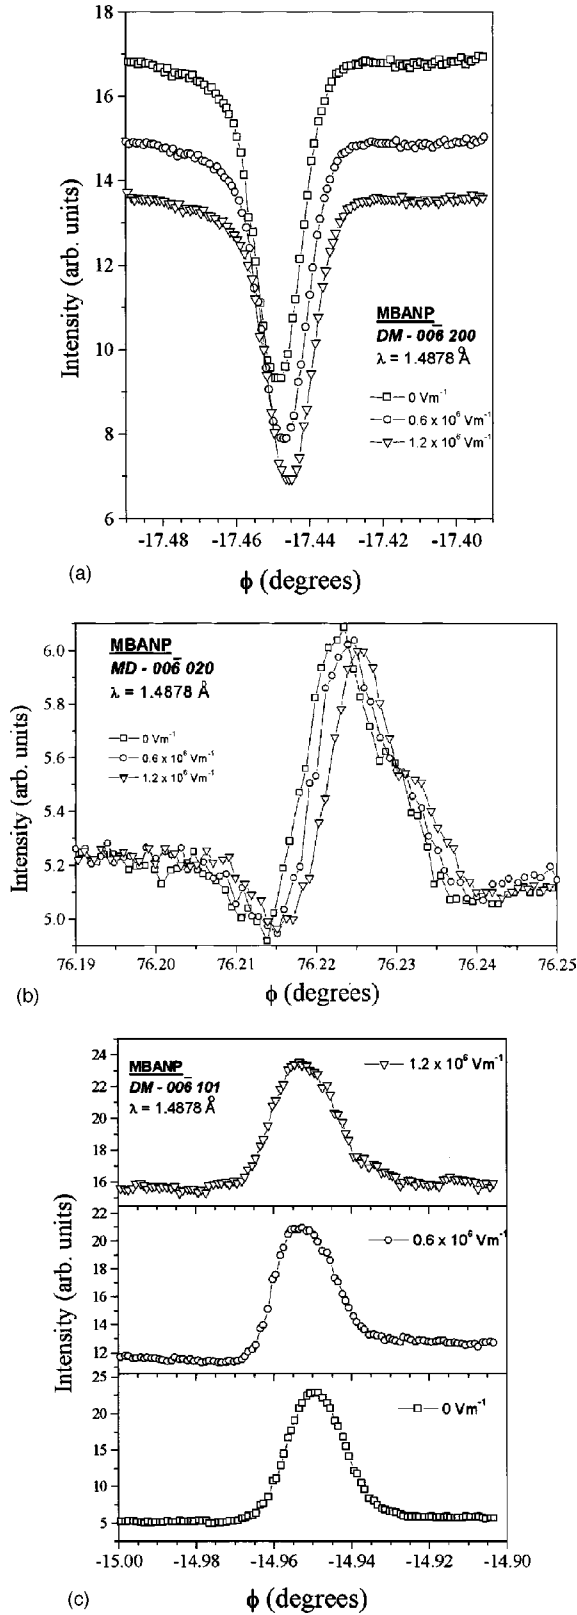 18
16
14
12
10
8
6
Intensity (arb. units)
MBANP
DM - 006̄ 200
λ = 1.4878 Å
0 Vm⁻¹
0.6 x 10⁶ Vm⁻¹
1.2 x 10⁶ Vm⁻¹
-17.48 -17.46 -17.44 -17.42 -17.40
(a)
ϕ (degrees)
6.0
5.8
5.6
5.4
5.2
5.0
Intensity (arb. units)
MBANP
MD - 006̄ 020
λ = 1.4878 Å
0 Vm⁻¹
0.6 x 10⁶ Vm⁻¹
1.2 x 10⁶ Vm⁻¹
76.19 76.20 76.21 76.22 76.23 76.24 76.25
(b)
ϕ (degrees)
24
22
20
18
16
MBANP
DM - 006̄ 101
λ = 1.4878 Å
1.2 x 10⁶ Vm⁻¹
22
21
20
17
15
13
12
0.6 x 10⁶ Vm⁻¹
Intensity (arb. units)
25
20
15
10
5
0 Vm⁻¹
-15.00 -14.98 -14.96 -14.94 -14.92 -14.90
(c)
ϕ (degrees)